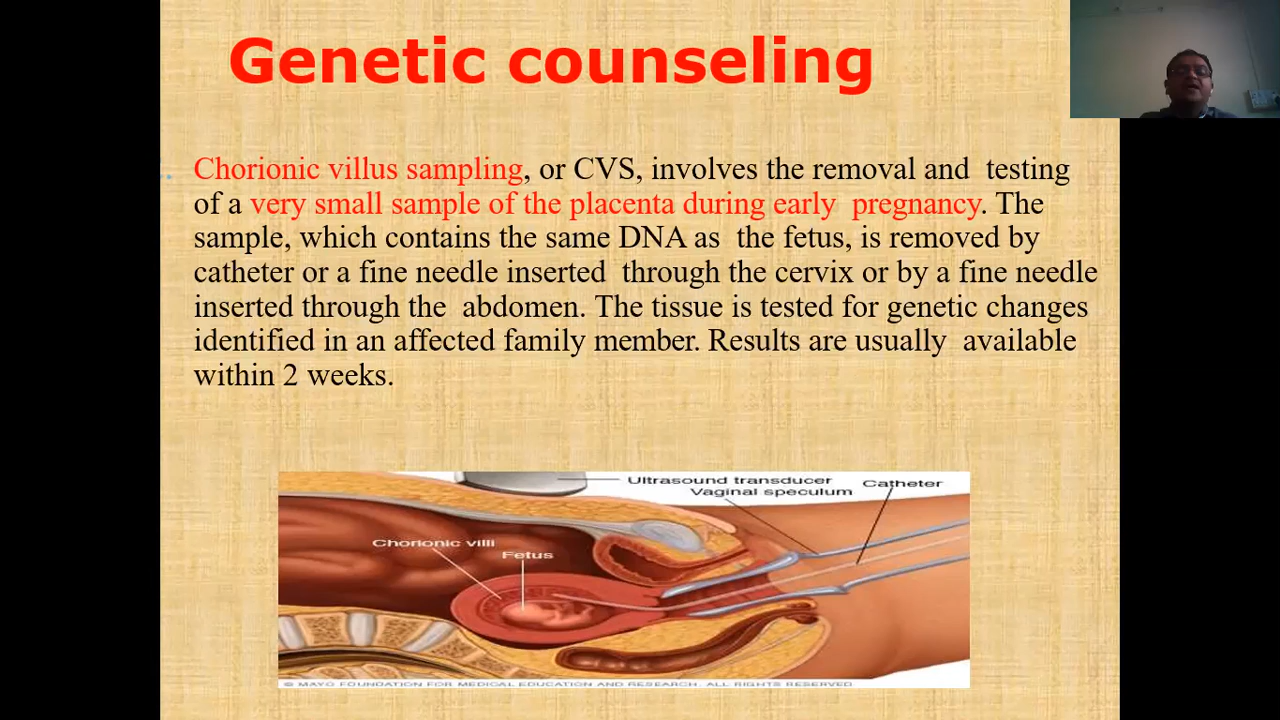 Genetic counseling
Chorionic villus sampling, or CVS, involves the removal and testing
of a very small sample of the placenta during early pregnancy. The
sample, which contains the same DNA as the fetus, is removed by
catheter or a fine needle inserted through the cervix or by a fine needle
inserted through the abdomen. The tissue is tested for genetic changes
identified in an affected family member. Results are usually available
within 2 weeks.
Ultrasound transducer
Vaginal speculum
Catheter
Chorionic villi
Fetus
© MAYO FOUNDATION FOR MEDICAL EDUCATION AND RESEARCH. ALL RIGHTS RESERVED